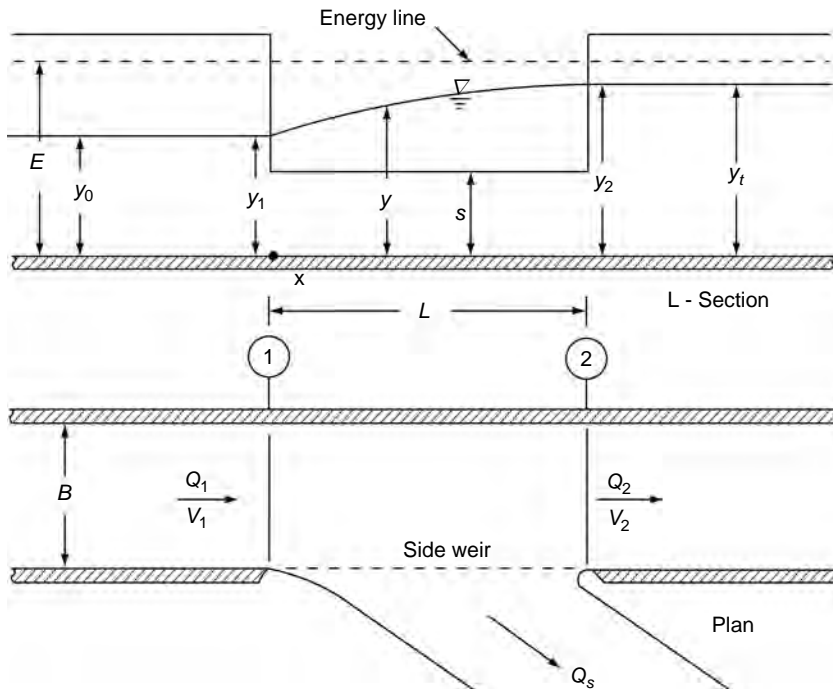 Energy line
E
y0
y1
y
s
y2
yt
x
L - Section
L
1
2
B
Q1
V1
Q2
V2
Side weir
Plan
Qs